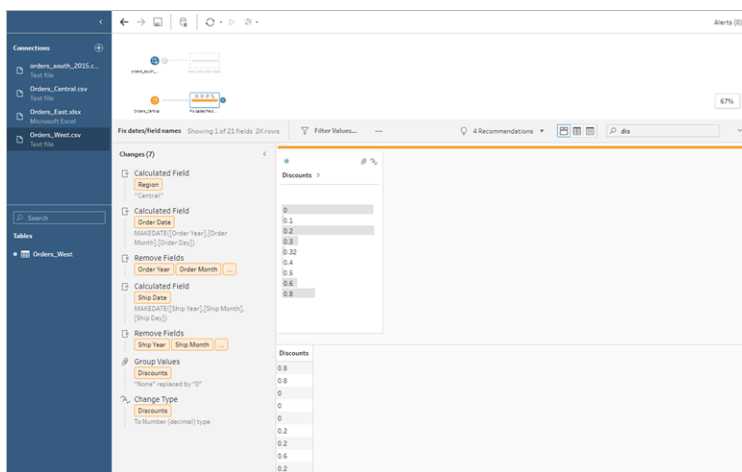 Alerts (0)
Connections
orders_south_2015.c...
Text file
Orders_Central.csv
Text file
Orders_East.xlsx
Microsoft Excel
Orders_West.csv
Text file
Search
Tables
Orders_West
orders_south_...
Orders_Central
Fix dates/field ...
67%
Fix dates/field names Showing 1 of 21 fields 2K rows Filter Values... ... 4 Recommendations dis
Changes (7)
Calculated Field
Region
"Central"
Calculated Field
Order Date
MAKEDATE([Order Year],[Order
Month],[Order Day])
Remove Fields
Order Year Order Month ...
Calculated Field
Ship Date
MAKEDATE([Ship Year],[Ship Month],
[Ship Day])
Remove Fields
Ship Year Ship Month ...
Group Values
Discounts
"None" replaced by "0"
Change Type
Discounts
To Number (decimal) type
Discounts
0
0.1
0.2
0.3
0.32
0.4
0.5
0.6
0.8
Discounts
0.8
0.8
0
0
0
0.2
0.2
0.6
0.2